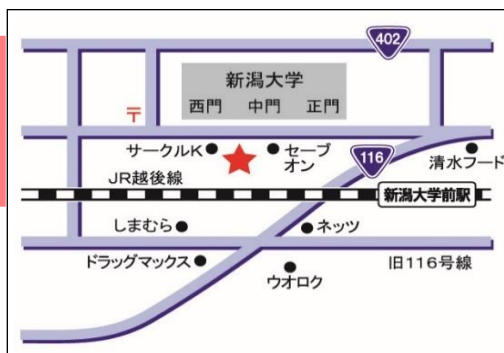 402
新潟大学
西門 中門 正門
〒
サークルK
セーブ
オン
116
清水フード
JR越後線
新潟大学前駅
しまむら
ネッツ
ドラッグマックス
ウオロク
旧116号線